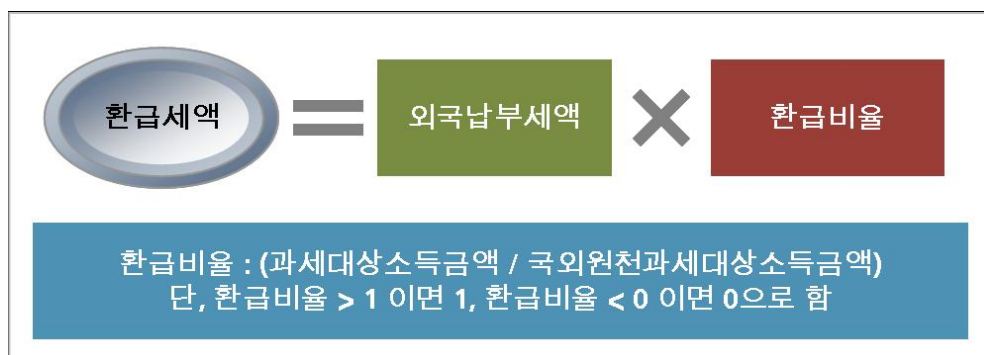 환급세액 = 외국납부세액 × 환급비율
환급비율 : (과세대상소득금액 / 국외원천과세대상소득금액)
단, 환급비율 > 1 이면 1, 환급비율 < 0 이면 0으로 함